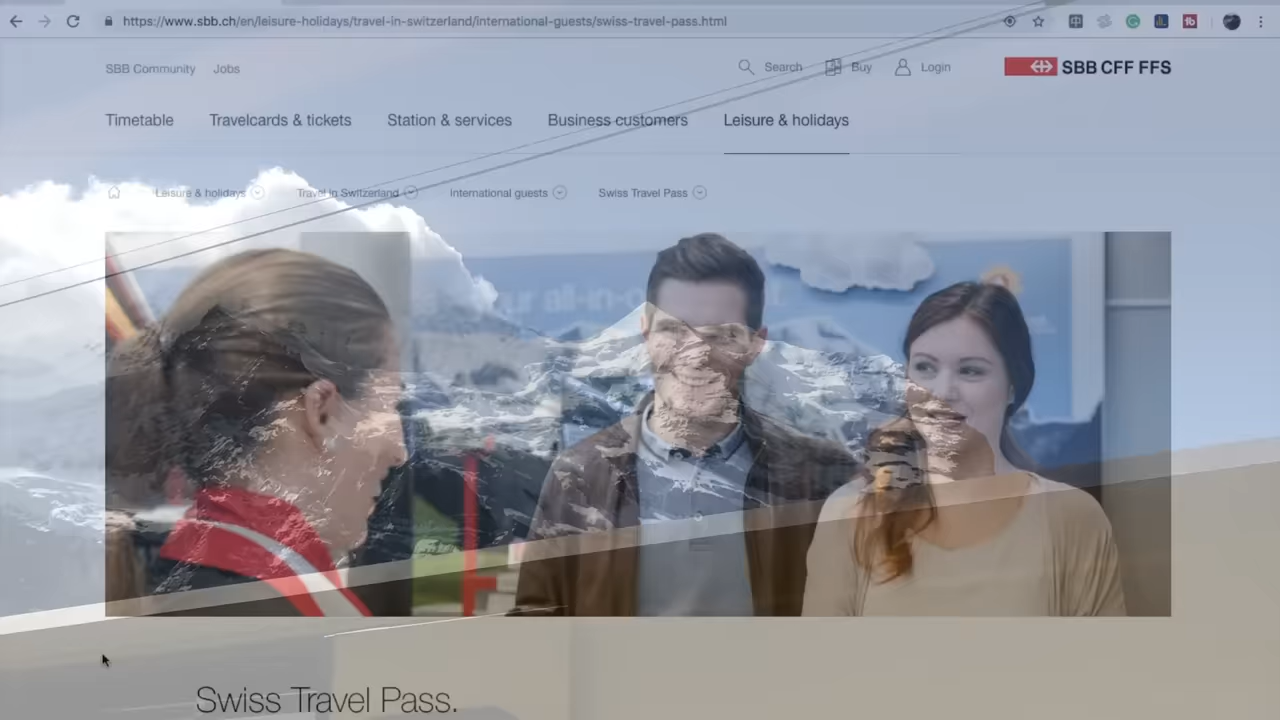 https://www.sbb.ch/en/leisure-holidays/travel-in-switzerland/international-guests/swiss-travel-pass.html
SBB Community Jobs Search Buy Login SBB CFF FFS
Timetable Travelcards & tickets Station & services Business customers Leisure & holidays
Leisure & holidays Travel in Switzerland International guests Swiss Travel Pass
all-in-o
Swiss Travel Pass.